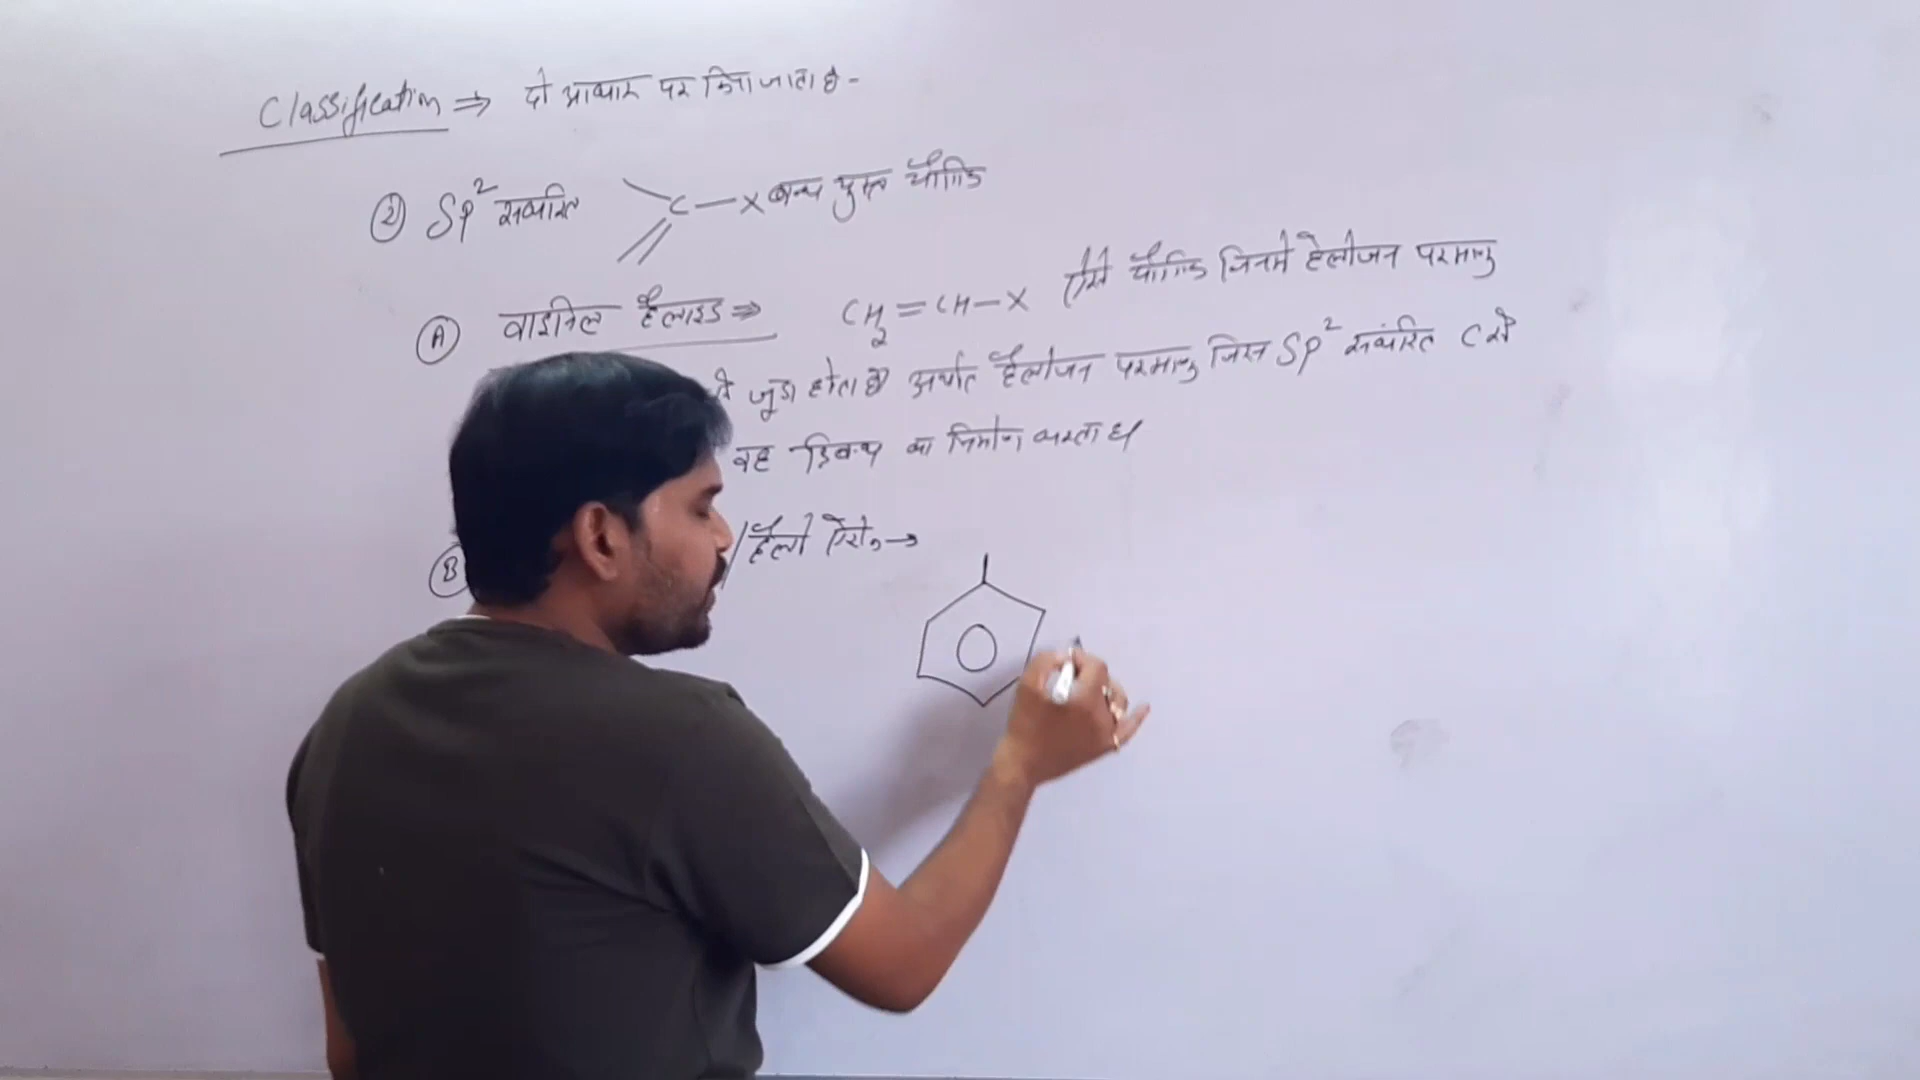 Classification ⇒ दो आधार पर किया जाता है -
② SP² संकरित C—X बन्ध युक्त यौगिक
Ⓐ वाइनिल हैलाइड ⇒ CH₂=CH—X ऐसे यौगिक जिनमें हैलोजन परमाणु
से जुड़ा होता है अर्थात हैलोजन परमाणु जिस SP² संकरित C से
वह द्विबन्ध का निर्माण करता है
Ⓑ /हैलो ऐरीन→